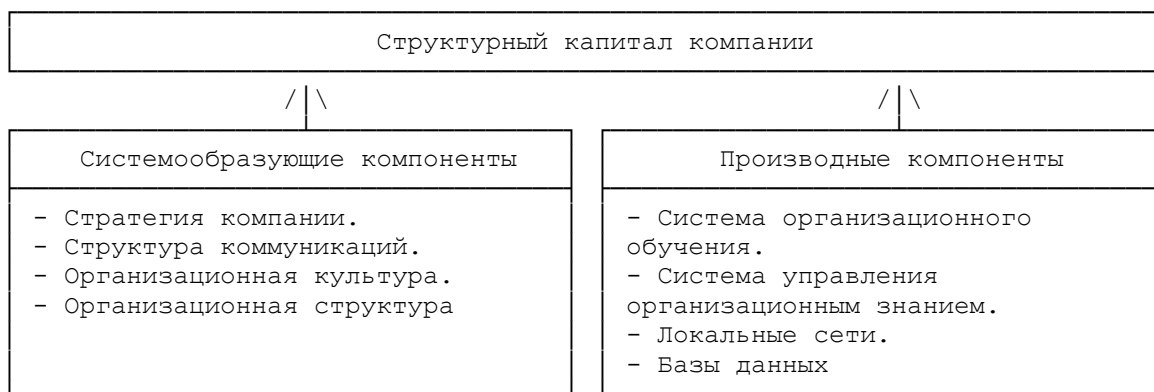 Структурный капитал компании
Системообразующие компоненты
- Стратегия компании.
- Структура коммуникаций.
- Организационная культура.
- Организационная структура
Производные компоненты
- Система организационного
обучения.
- Система управления
организационным знанием.
- Локальные сети.
- Базы данных